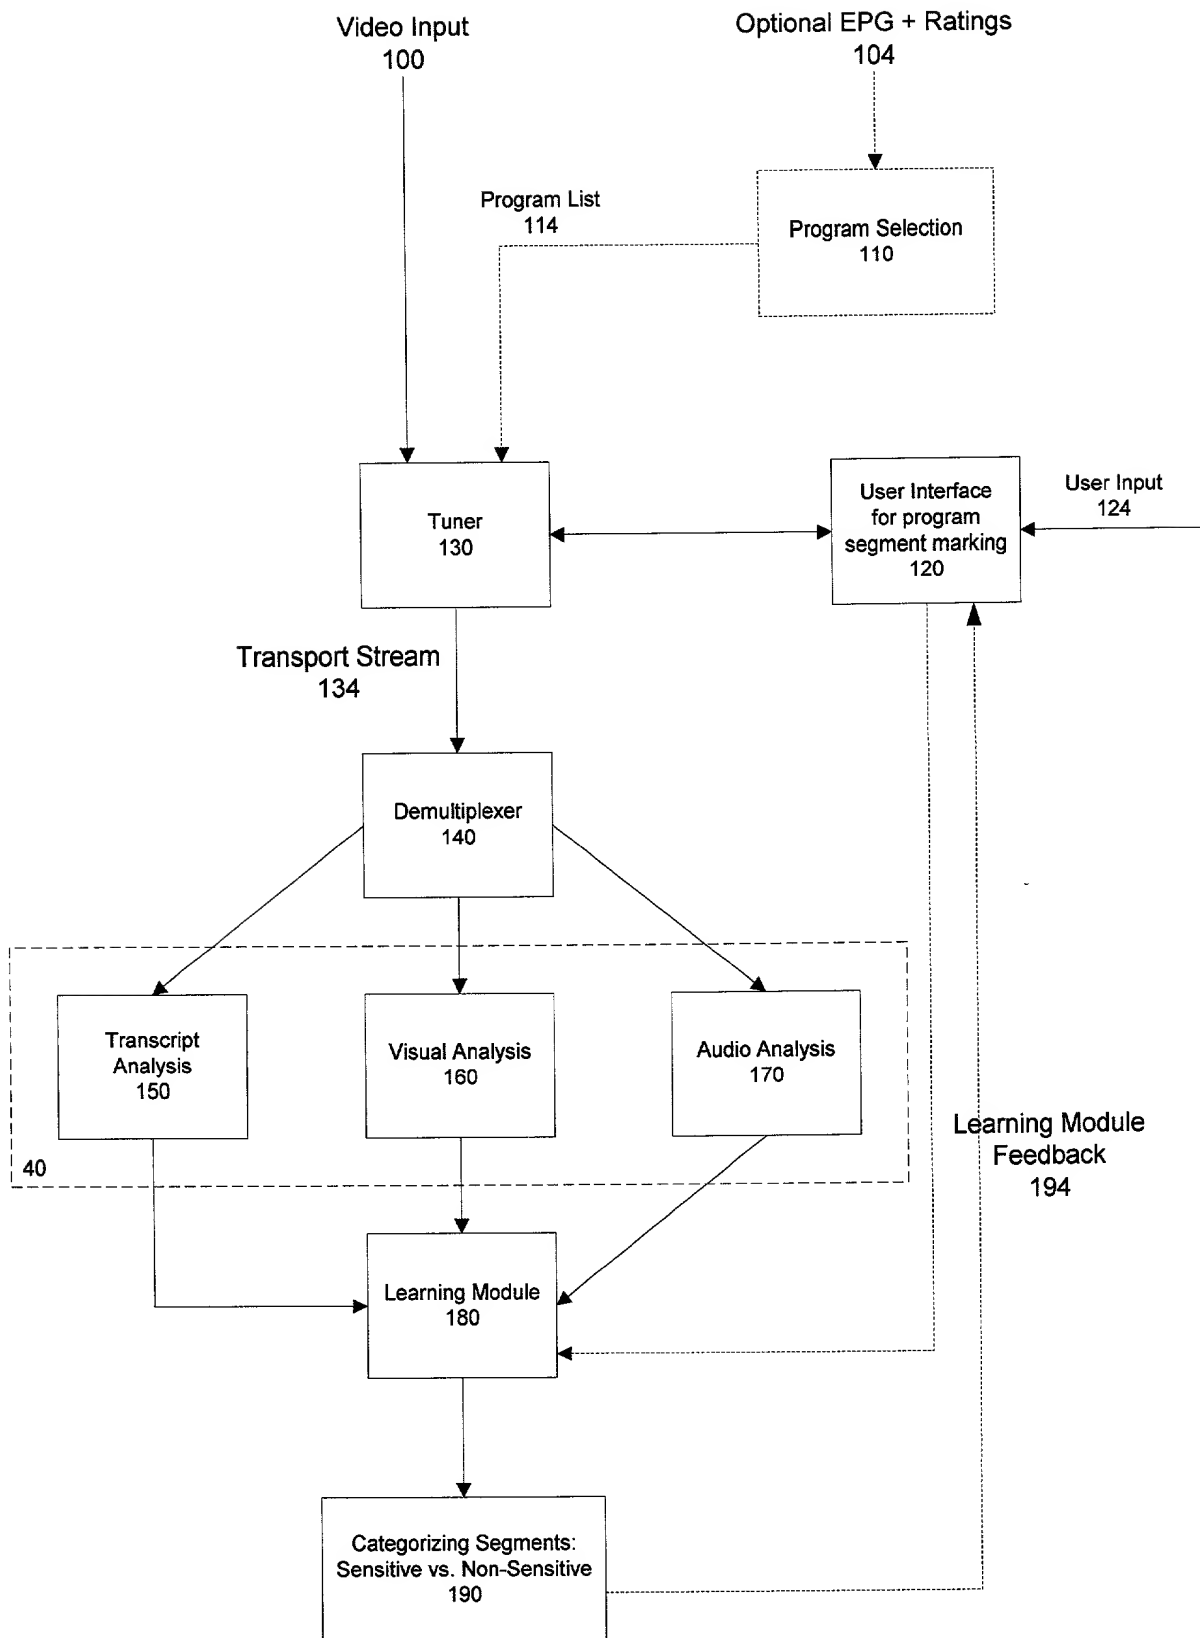 Video Input
100
Optional EPG + Ratings
104
Program List
114
Program Selection
110
Tuner
130
User Interface
for program
segment marking
120
User Input
124
Transport Stream
134
Demultiplexer
140
Transcript
Analysis
150
Visual Analysis
160
Audio Analysis
170
40
Learning Module
Feedback
194
Learning Module
180
Categorizing Segments:
Sensitive vs. Non-Sensitive
190